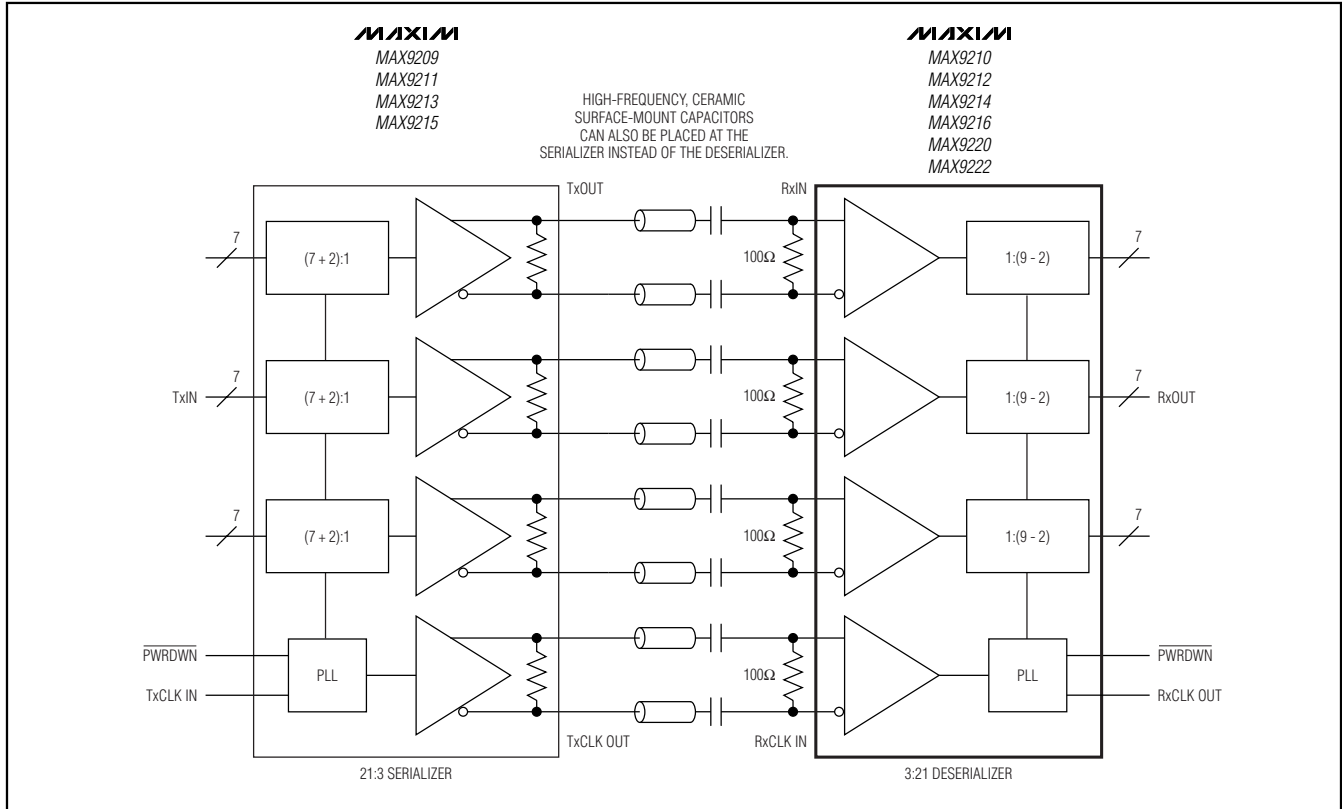 MAXIM
MAX9209
MAX9211
MAX9213
MAX9215
MAXIM
MAX9210
MAX9212
MAX9214
MAX9216
MAX9220
MAX9222
HIGH-FREQUENCY, CERAMIC
SURFACE-MOUNT CAPACITORS
CAN ALSO BE PLACED AT THE
SERIALIZER INSTEAD OF THE DESERIALIZER.
TxOUT
RxIN
7
(7 + 2):1
100Ω
1:(9 - 2)
7
TxIN
7
(7 + 2):1
100Ω
1:(9 - 2)
7
RxOUT
7
(7 + 2):1
100Ω
1:(9 - 2)
7
PWRDWN
TxCLK IN
PLL
100Ω
PLL
PWRDWN
RxCLK OUT
TxCLK OUT
RxCLK IN
21:3 SERIALIZER
3:21 DESERIALIZER